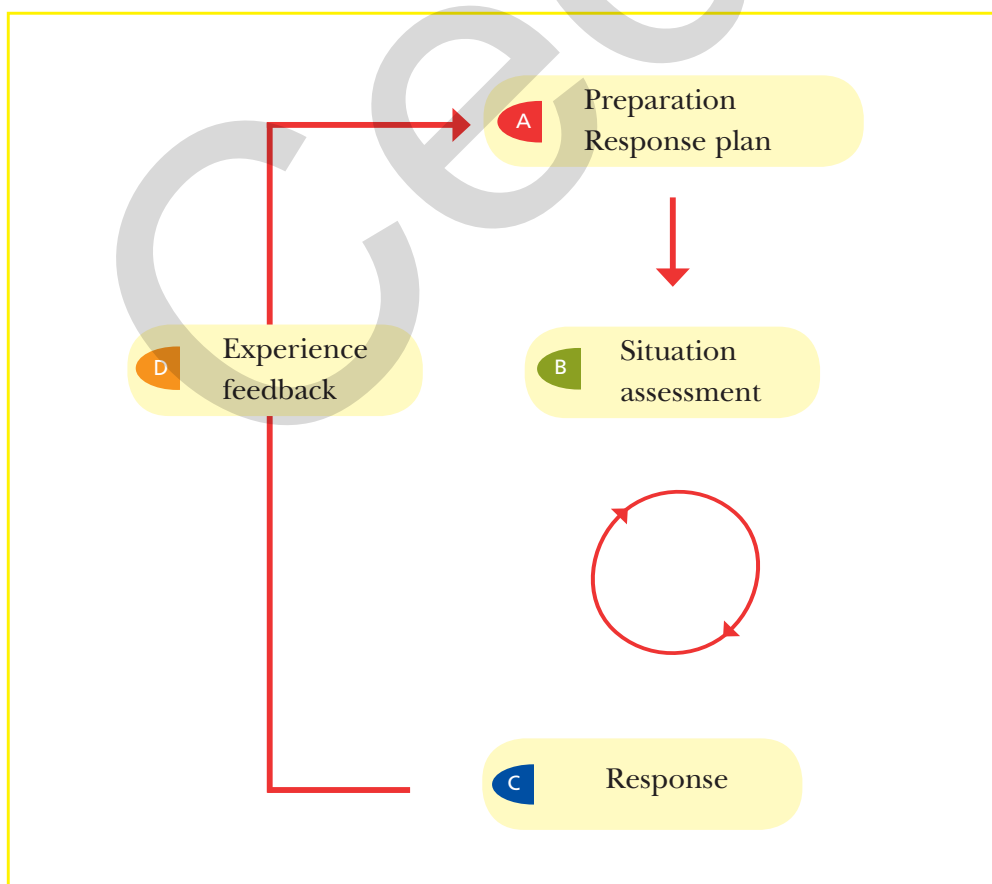 A
Preparation
Response plan
D
Experience
feedback
B
Situation
assessment
C
Response